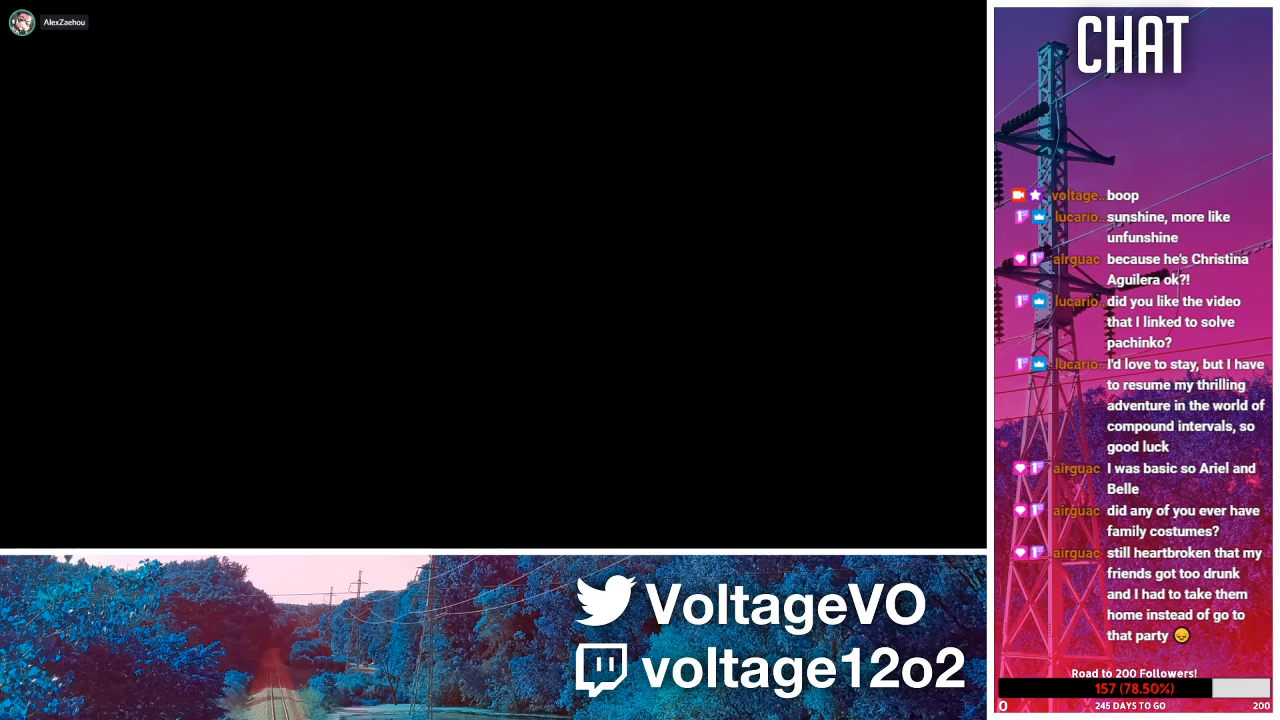 AlexZaehou
CHAT
voltage.. boop
lucario.. sunshine, more like
unfunshine
airguac because he's Christina
Aguilera ok?!
lucario.. did you like the video
that I linked to solve
pachinko?
lucario.. I'd love to stay, but I have
to resume my thrilling
adventure in the world of
compound intervals, so
good luck
airguac I was basic so Ariel and
Belle
airguac did any of you ever have
family costumes?
airguac still heartbroken that my
friends got too drunk
and I had to take them
home instead of go to
that party 😞
Road to 200 Followers!
157 (78.50%)
0 245 DAYS TO GO 200
VoltageVO
voltage12o2